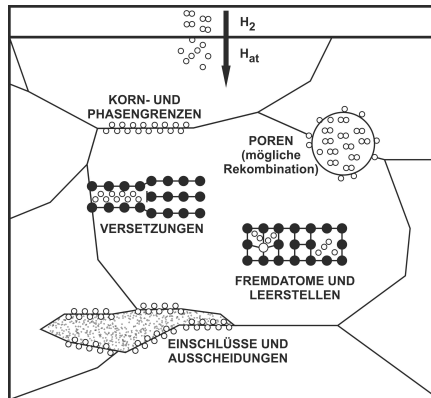 H2
Hat
KORN- UND
PHASENGRENZEN
POREN
(mögliche
Rekombination)
VERSETZUNGEN
FREMDATOME UND
LEERSTELLEN
EINSCHLÜSSE UND
AUSSCHEIDUNGEN